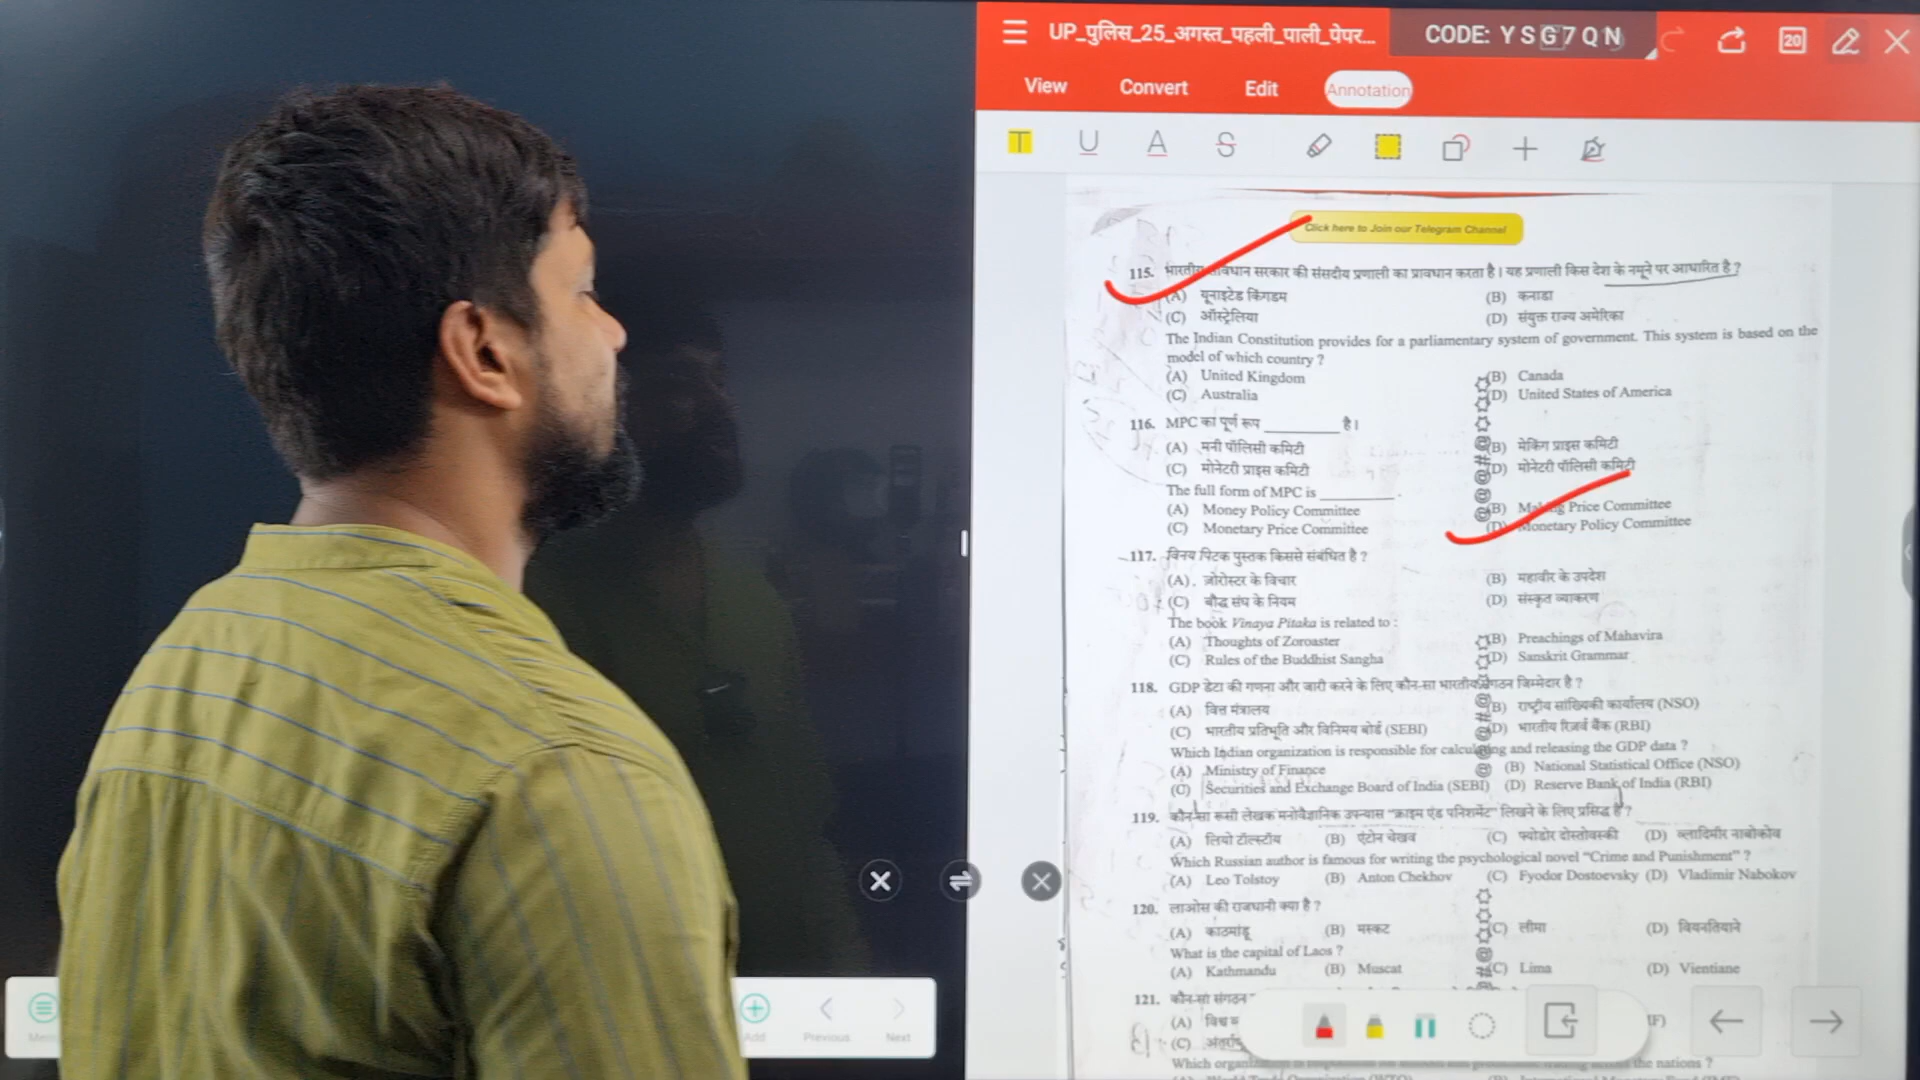 UP_पुलिस_25_अगस्त_पहली_पाली_पेपर...
CODE: YSG7QN
20
View Convert Edit Annotation
Click here to Join our Telegram Channel
115. भारतीय संविधान सरकार की संसदीय प्रणाली का प्रावधान करता है। यह प्रणाली किस देश के नमूने पर आधारित है ?
(A) यूनाइटेड किंगडम (B) कनाडा
(C) ऑस्ट्रेलिया (D) संयुक्त राज्य अमेरिका
The Indian Constitution provides for a parliamentary system of government. This system is based on the
model of which country ?
(A) United Kingdom (B) Canada
(C) Australia (D) United States of America
116. MPC का पूर्ण रूप ________ है।
(A) मनी पॉलिसी कमिटी (B) मेकिंग प्राइस कमिटी
(C) मोनेटरी प्राइस कमिटी (D) मोनेटरी पॉलिसी कमिटी
The full form of MPC is ________ .
(A) Money Policy Committee (B) Making Price Committee
(C) Monetary Price Committee (D) Monetary Policy Committee
117. विनय पिटक पुस्तक किससे संबंधित है ?
(A) ज़ोरोस्टर के विचार (B) महावीर के उपदेश
(C) बौद्ध संघ के नियम (D) संस्कृत व्याकरण
The book Vinaya Pitaka is related to :
(A) Thoughts of Zoroaster (B) Preachings of Mahavira
(C) Rules of the Buddhist Sangha (D) Sanskrit Grammar
118. GDP डेटा की गणना और जारी करने के लिए कौन-सा भारतीय संगठन जिम्मेदार है ?
(A) वित्त मंत्रालय (B) राष्ट्रीय सांख्यिकी कार्यालय (NSO)
(C) भारतीय प्रतिभूति और विनिमय बोर्ड (SEBI) (D) भारतीय रिज़र्व बैंक (RBI)
Which Indian organization is responsible for calculating and releasing the GDP data ?
(A) Ministry of Finance (B) National Statistical Office (NSO)
(C) Securities and Exchange Board of India (SEBI) (D) Reserve Bank of India (RBI)
119. कौन-सा रूसी लेखक मनोवैज्ञानिक उपन्यास “क्राइम एंड पनिशमेंट” लिखने के लिए प्रसिद्ध है ?
(A) लियो टॉल्स्टॉय (B) एंटोन चेखव (C) फ्योडोर दोस्तोवस्की (D) व्लादिमीर नाबोकोव
Which Russian author is famous for writing the psychological novel “Crime and Punishment” ?
(A) Leo Tolstoy (B) Anton Chekhov (C) Fyodor Dostoevsky (D) Vladimir Nabokov
120. लाओस की राजधानी क्या है ?
(A) काठमांडू (B) मस्कट (C) लीमा (D) वियनतियाने
What is the capital of Laos ?
(A) Kathmandu (B) Muscat (C) Lima (D) Vientiane
121. कौन-सा संगठन
(A) विश्व
(C)
Which the nations ?
Add Previous Next